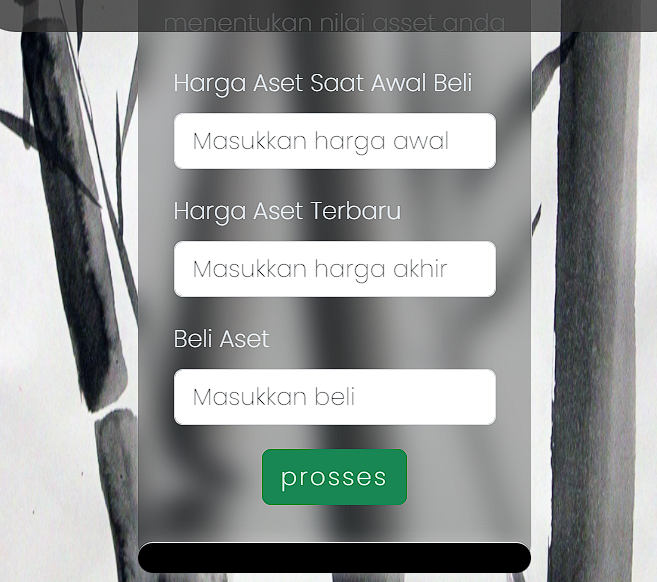 menentukan nilai asset anda
Harga Aset Saat Awal Beli
Masukkan harga awal
Harga Aset Terbaru
Masukkan harga akhir
Beli Aset
Masukkan beli
prosses